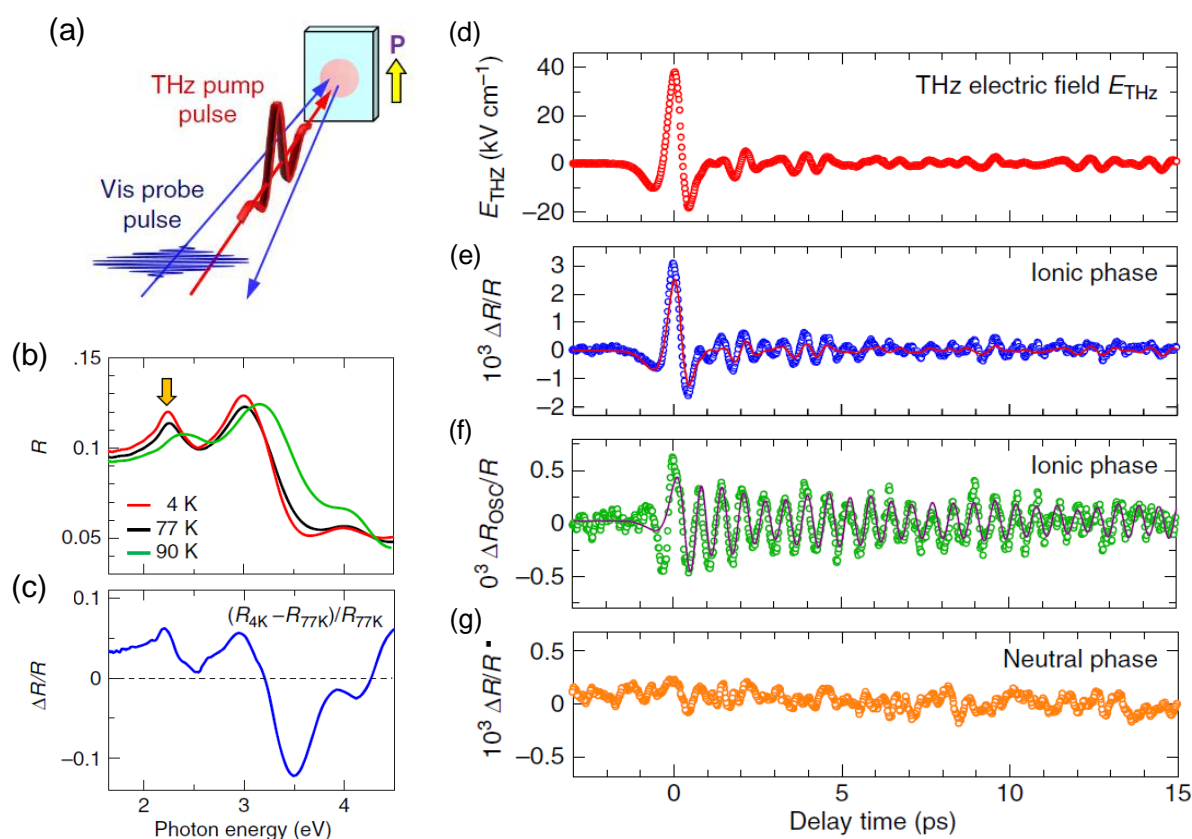 (a)
P
THz pump
pulse
Vis probe
pulse
(b)
.15
0.1
0.05
R
4 K
77 K
90 K
(c)
0.1
0
−0.1
ΔR/R
(R4K −R77K)/R77K
2
3
4
Photon energy (eV)
(d)
40
20
0
−20
ETHZ (kV cm−1)
THz electric field ETHz
(e)
3
2
1
0
−1
−2
10³ ΔR/R
Ionic phase
(f)
0.5
0
−0.5
0³ ΔROSC/R
Ionic phase
(g)
0.5
0
−0.5
10³ ΔR/R
Neutral phase
0
5
10
15
Delay time (ps)